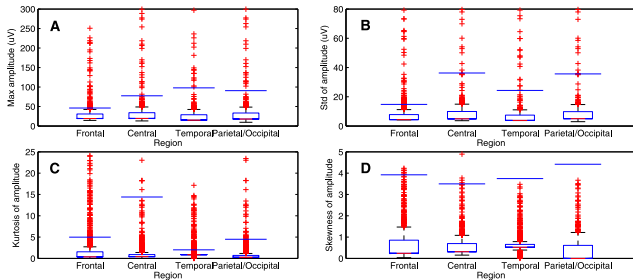 A
Max amplitude (uV)
300
250
200
150
100
50
0
Frontal Central Temporal Parietal/Occipital
Region
B
Std of amplitude (uV)
80
60
40
20
0
Frontal Central Temporal Parietal/Occipital
Region
C
Kurtosis of amplitude
25
20
15
10
5
0
Frontal Central Temporal Parietal/Occipital
Region
D
Skewness of amplitude
5
4
3
2
1
0
Frontal Central Temporal Parietal/Occipital
Region